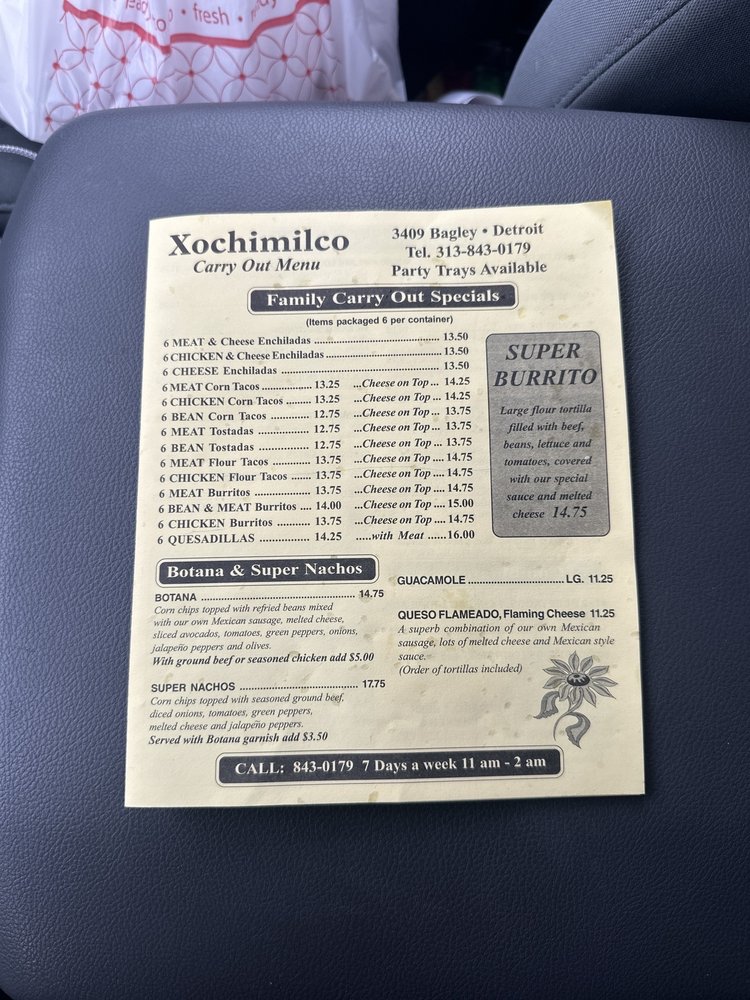 • fresh •
Xochimilco
Carry Out Menu
3409 Bagley • Detroit
Tel. 313-843-0179
Party Trays Available
Family Carry Out Specials
(Items packaged 6 per container)
6 MEAT & Cheese Enchiladas ........................................ 13.50
6 CHICKEN & Cheese Enchiladas ..................................... 13.50
6 CHEESE Enchiladas .................................................. 13.50
6 MEAT Corn Tacos ................ 13.25 ...Cheese on Top ... 14.25
6 CHICKEN Corn Tacos ......... 13.25 ...Cheese on Top ... 14.25
6 BEAN Corn Tacos ............. 12.75 ...Cheese on Top ... 13.75
6 MEAT Tostadas ................ 12.75 ...Cheese on Top ... 13.75
6 BEAN Tostadas ................ 12.75 ...Cheese on Top ... 13.75
6 MEAT Flour Tacos ............ 13.75 ...Cheese on Top .... 14.75
6 CHICKEN Flour Tacos ...... 13.75 ...Cheese on Top .... 14.75
6 MEAT Burritos ................. 13.75 ...Cheese on Top .... 14.75
6 BEAN & MEAT Burritos .... 14.00 ...Cheese on Top .... 15.00
6 CHICKEN Burritos ........... 13.75 ...Cheese on Top .... 14.75
6 QUESADILLAS ................ 14.25 .....with Meat ......16.00
SUPER
BURRITO
Large flour tortilla
filled with beef,
beans, lettuce and
tomatoes, covered
with our special
sauce and melted
cheese 14.75
Botana & Super Nachos
BOTANA ............................................. 14.75
Corn chips topped with refried beans mixed
with our own Mexican sausage, melted cheese,
sliced avocados, tomatoes, green peppers, onions,
jalapeño peppers and olives.
With ground beef or seasoned chicken add $5.00
SUPER NACHOS ................................... 17.75
Corn chips topped with seasoned ground beef,
diced onions, tomatoes, green peppers,
melted cheese and jalapeño peppers.
Served with Botana garnish add $3.50
GUACAMOLE ............................ LG. 11.25
QUESO FLAMEADO, Flaming Cheese 11.25
A superb combination of our own Mexican
sausage, lots of melted cheese and Mexican style
sauce.
(Order of tortillas included)
CALL: 843-0179 7 Days a week 11 am - 2 am